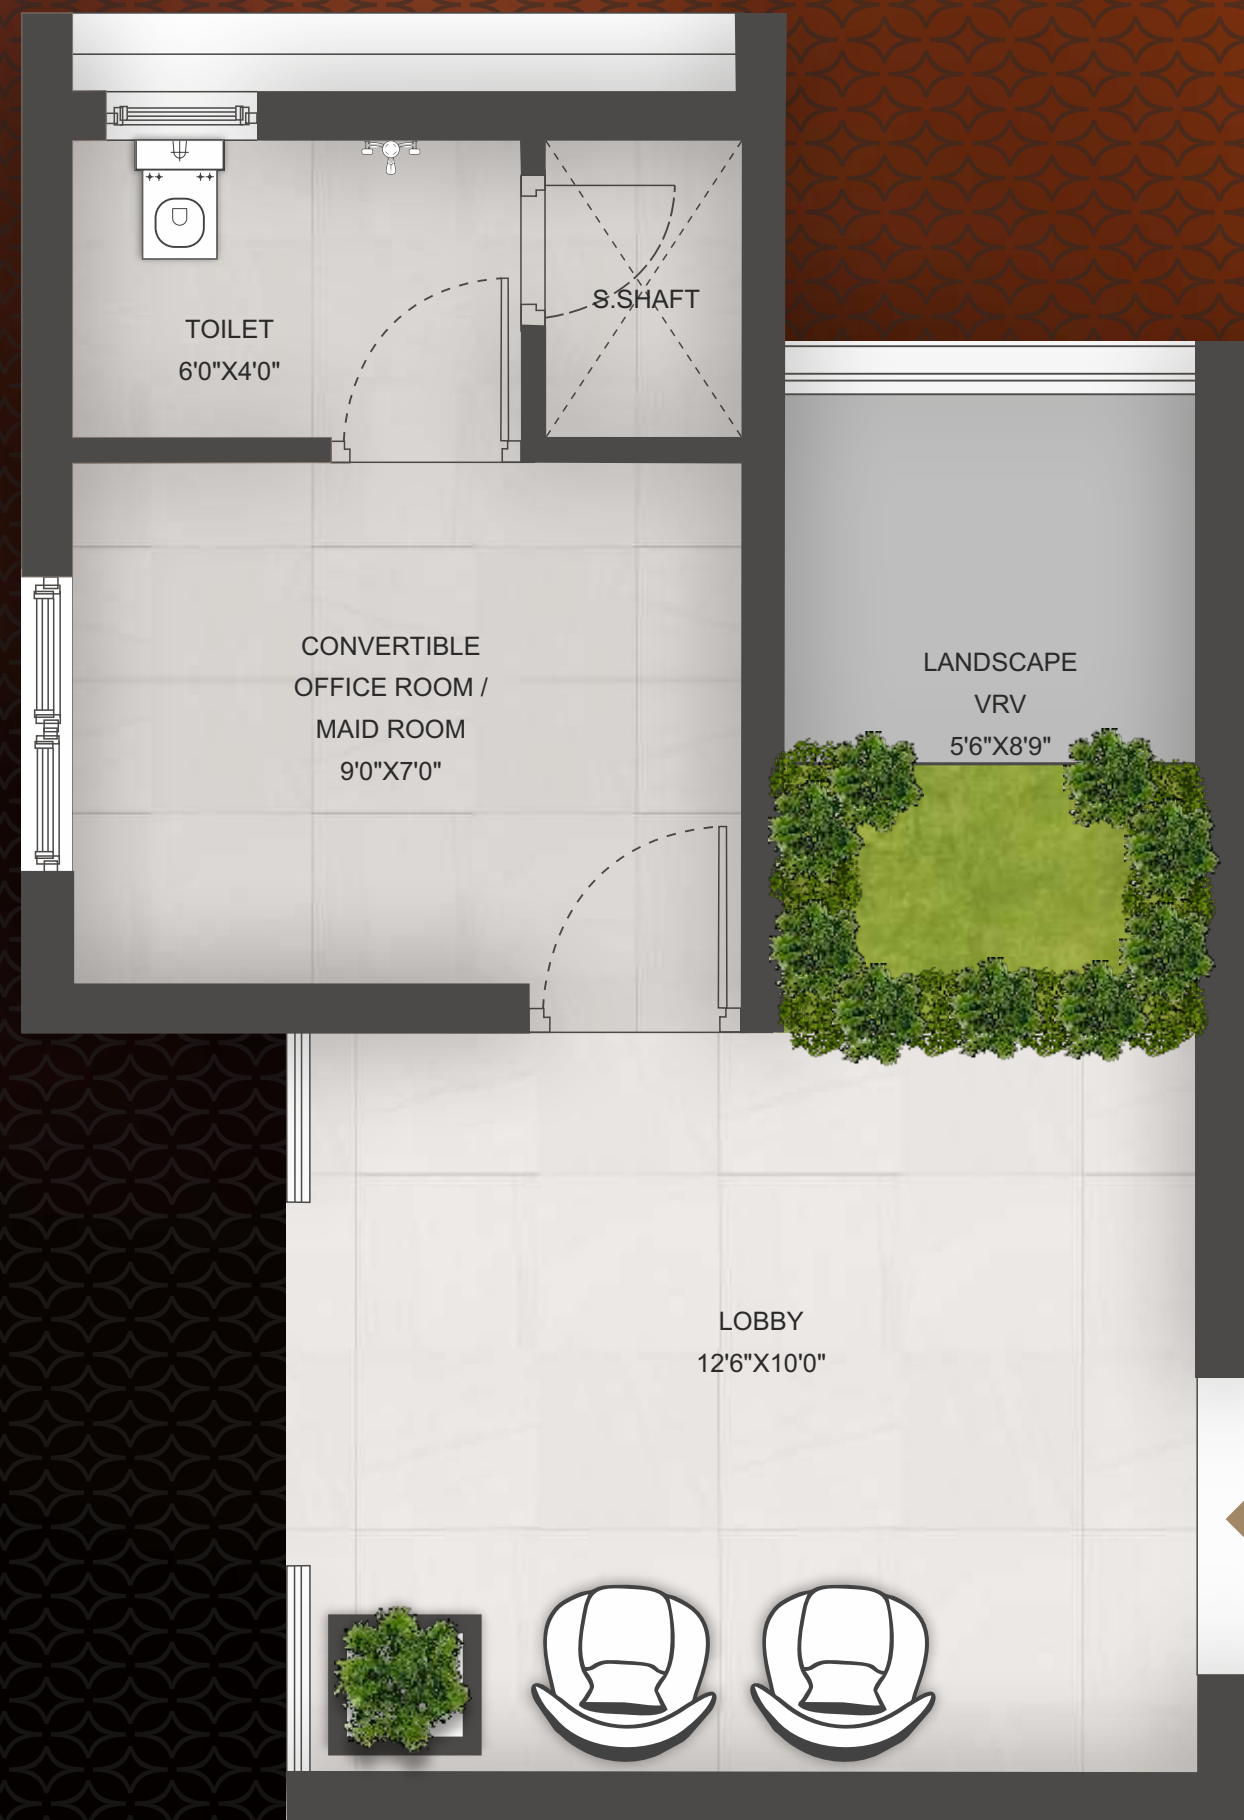 S.SHAFT
TOILET
6'0"X4'0"
CONVERTIBLE
OFFICE ROOM /
MAID ROOM
9'0"X7'0"
LANDSCAPE
VRV
5'6"X8'9"
LOBBY
12'6"X10'0"